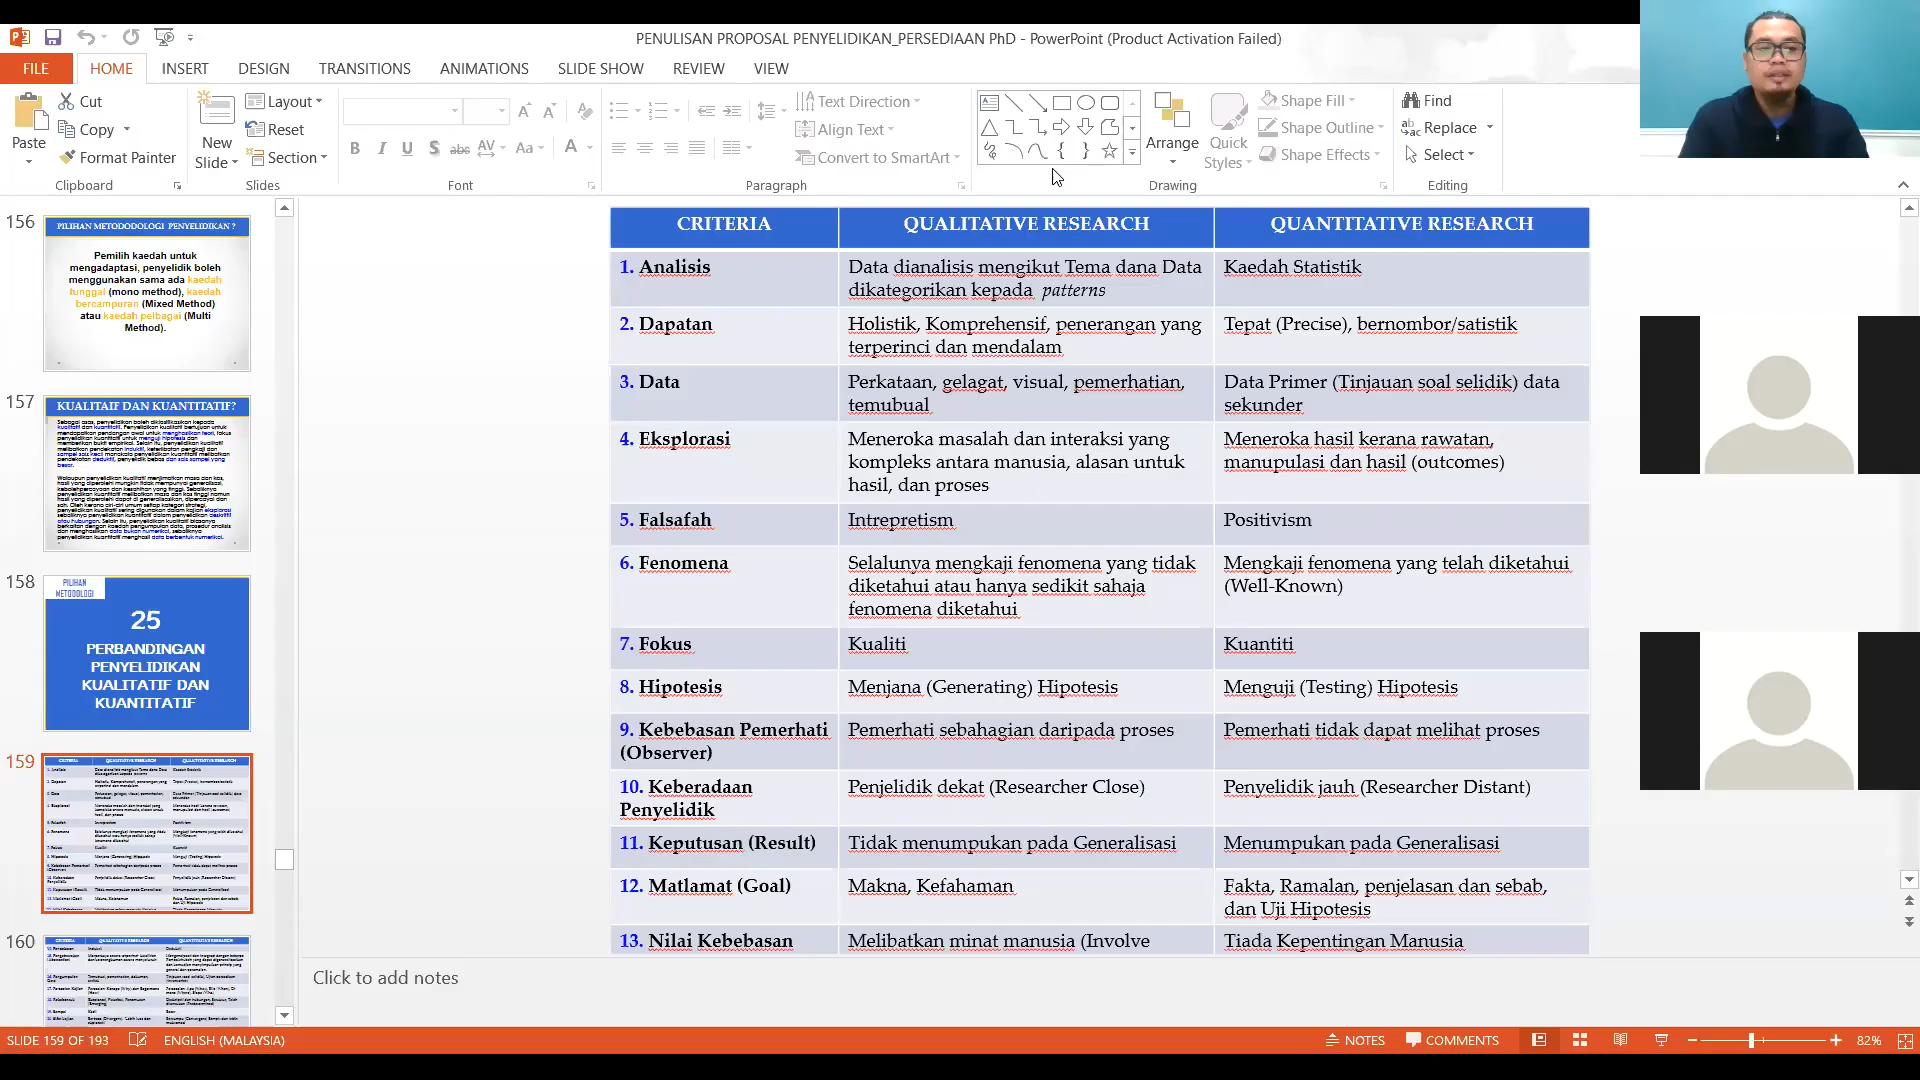 PENULISAN PROPOSAL PENYELIDIKAN_PERSEDIAAN PhD - PowerPoint (Product Activation Failed)
FILE HOME INSERT DESIGN TRANSITIONS ANIMATIONS SLIDE SHOW REVIEW VIEW
Paste
Cut
Copy
Format Painter
Clipboard
New
Slide
Layout
Reset
Section
Slides
Font
Text Direction
Align Text
Convert to SmartArt
Paragraph
Arrange
Quick
Styles
Shape Fill
Shape Outline
Shape Effects
Drawing
Find
Replace
Select
Editing
156
PILIHAN METODODOLOGI PENYELIDIKAN ?
Pemilih kaedah untuk
mengadaptasi, penyelidik boleh
menggunakan sama ada kaedah
tunggal (mono method), kaedah
bercampuran (Mixed Method)
atau kaedah pelbagai (Multi
Method).
157
KUALITAIF DAN KUANTITATIF?
158
PILIHAN
METODOLOGI
25
PERBANDINGAN
PENYELIDIKAN
KUALITATIF DAN
KUANTITATIF
159
160
CRITERIA QUALITATIVE RESEARCH QUANTITATIVE RESEARCH
1. Analisis
Data dianalisis mengikut Tema dana Data
dikategorikan kepada patterns
Kaedah Statistik
2. Dapatan
Holistik, Komprehensif, penerangan yang
terperinci dan mendalam
Tepat (Precise), bernombor/satistik
3. Data
Perkataan, gelagat, visual, pemerhatian,
temubual
Data Primer (Tinjauan soal selidik) data
sekunder
4. Eksplorasi
Meneroka masalah dan interaksi yang
kompleks antara manusia, alasan untuk
hasil, dan proses
Meneroka hasil kerana rawatan,
manupulasi dan hasil (outcomes)
5. Falsafah
Intrepretism
Positivism
6. Fenomena
Selalunya mengkaji fenomena yang tidak
diketahui atau hanya sedikit sahaja
fenomena diketahui
Mengkaji fenomena yang telah diketahui
(Well-Known)
7. Fokus
Kualiti
Kuantiti
8. Hipotesis
Menjana (Generating) Hipotesis
Menguji (Testing) Hipotesis
9. Kebebasan Pemerhati
(Observer)
Pemerhati sebahagian daripada proses
Pemerhati tidak dapat melihat proses
10. Keberadaan
Penyelidik
Penjelidik dekat (Researcher Close)
Penyelidik jauh (Researcher Distant)
11. Keputusan (Result)
Tidak menumpukan pada Generalisasi
Menumpukan pada Generalisasi
12. Matlamat (Goal)
Makna, Kefahaman
Fakta, Ramalan, penjelasan dan sebab,
dan Uji Hipotesis
13. Nilai Kebebasan
Melibatkan minat manusia (Involve
Tiada Kepentingan Manusia
Click to add notes
SLIDE 159 OF 193 ENGLISH (MALAYSIA) NOTES COMMENTS 82%